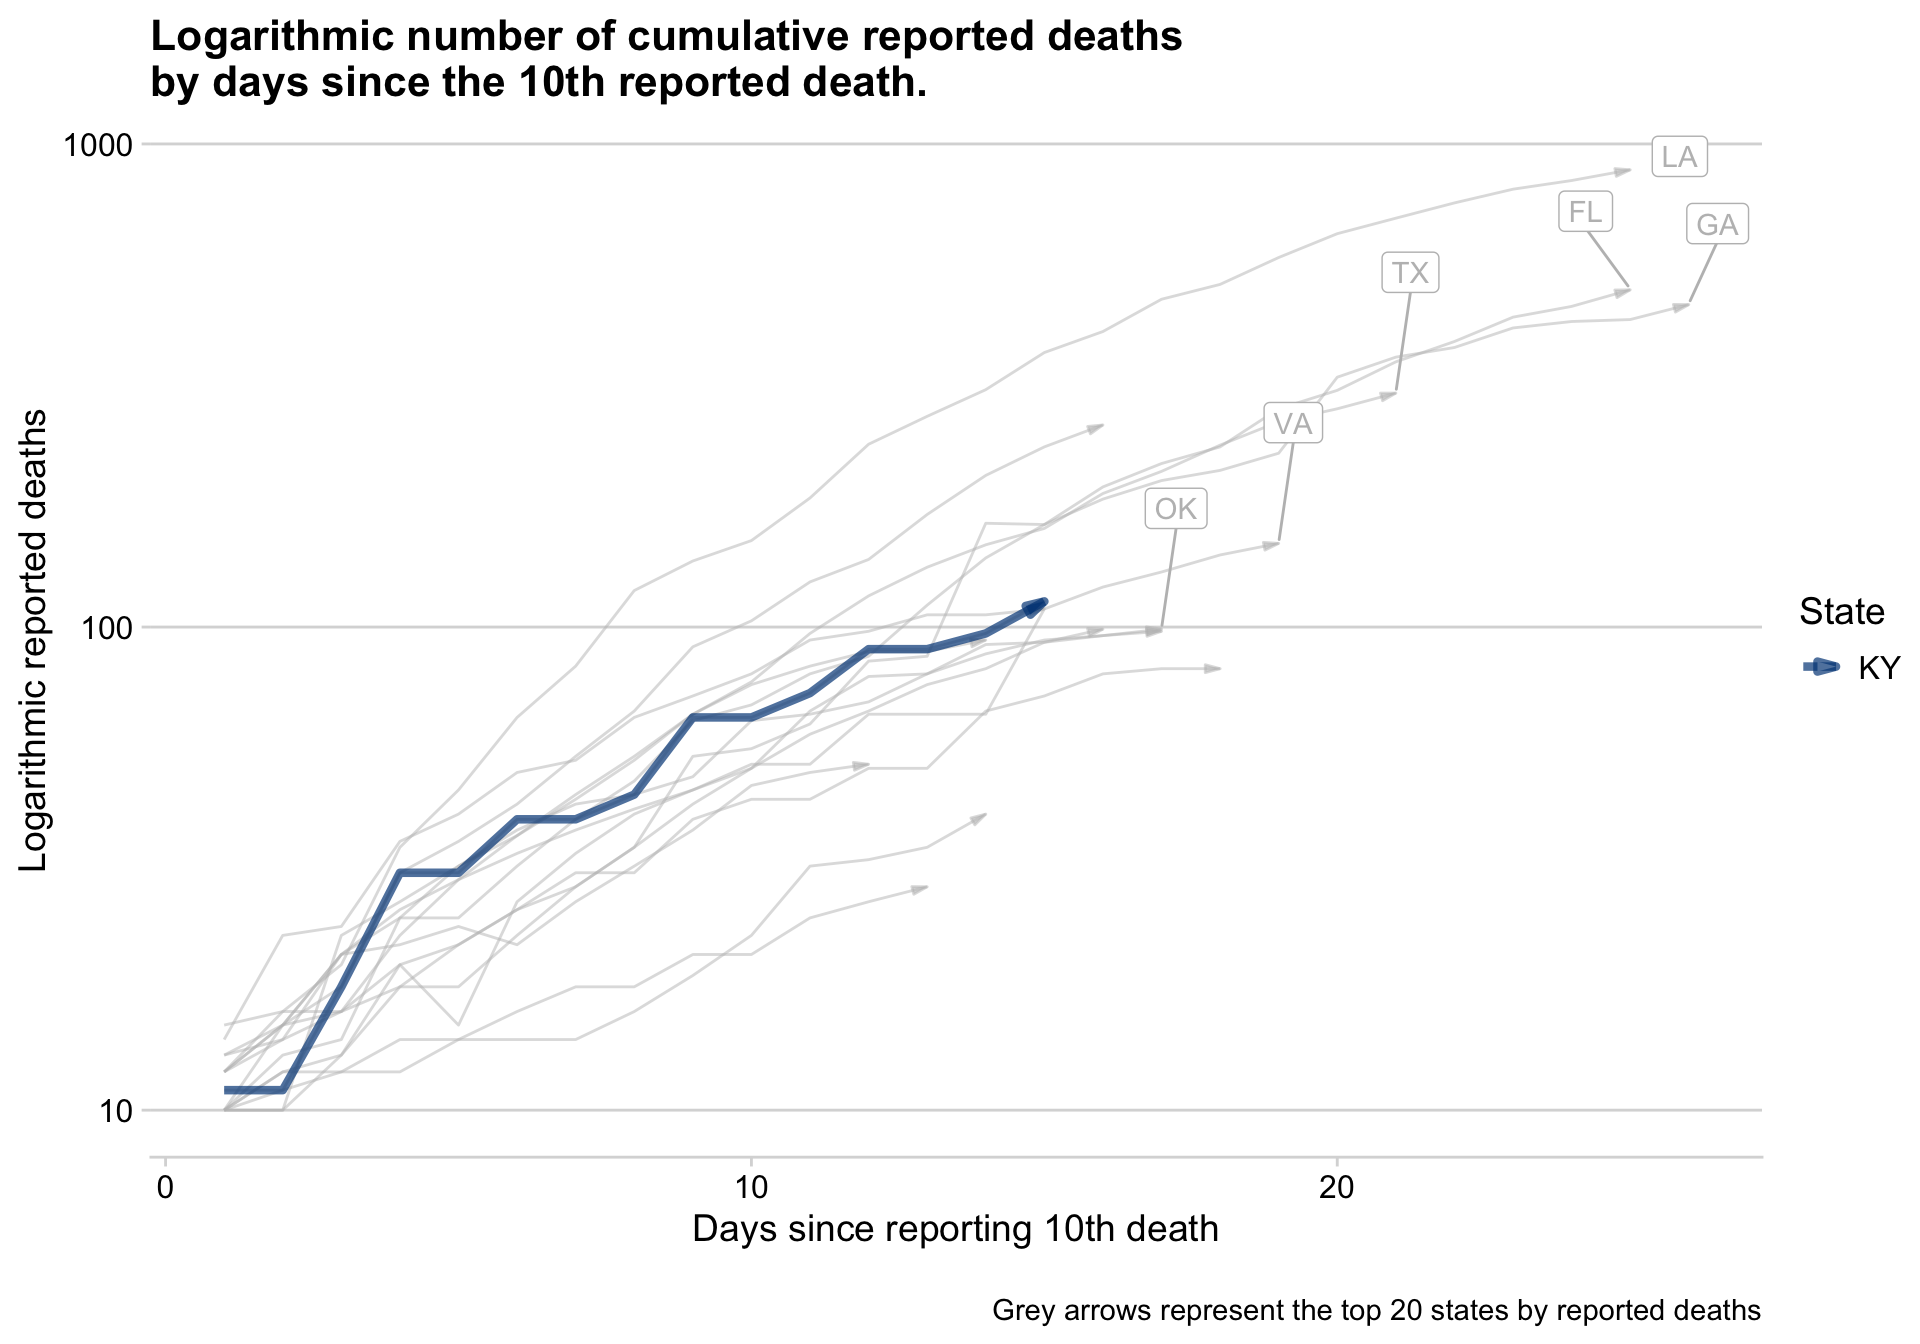 Logarithmic number of cumulative reported deaths
by days since the 10th reported death.
1000
LA
FL
GA
TX
VA
OK
Logarithmic reported deaths
100
State
KY
10
0
10
20
Days since reporting 10th death
Grey arrows represent the top 20 states by reported deaths